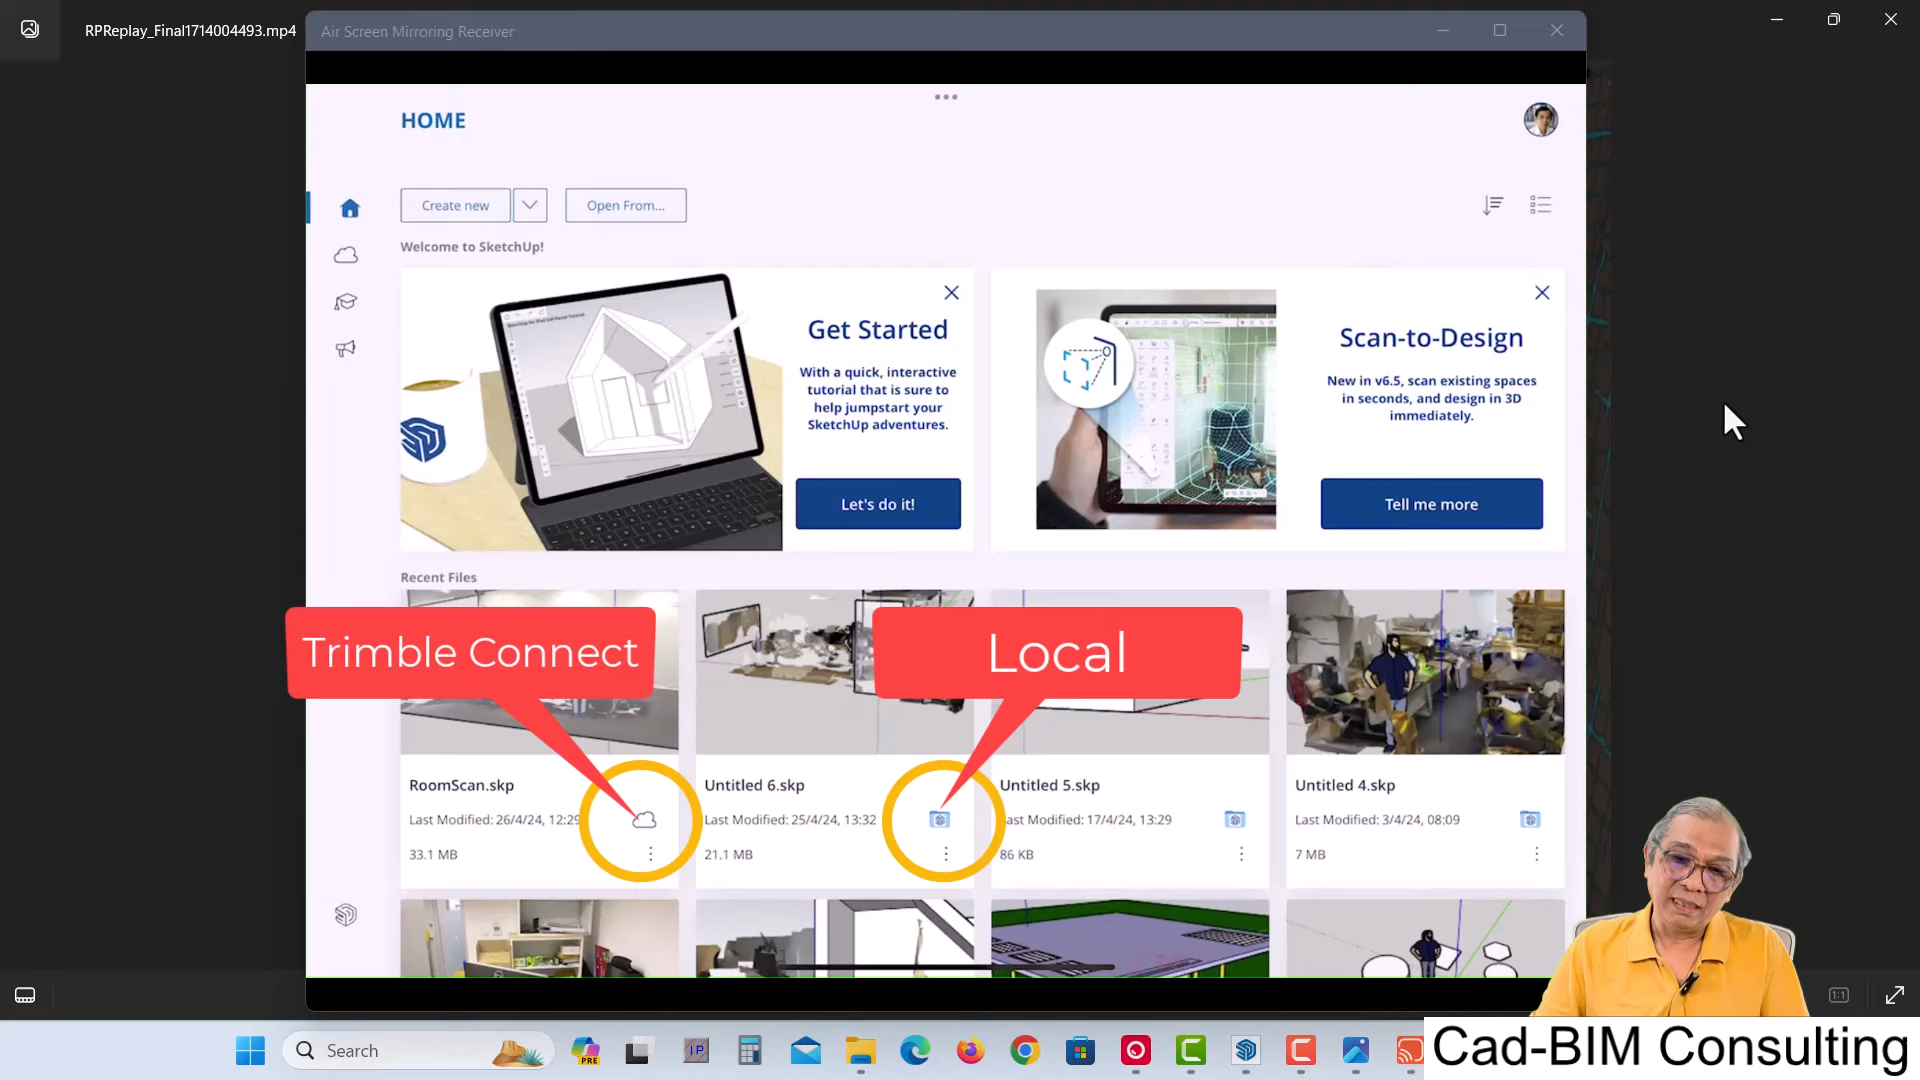 RPReplay_Final1714004493.mp4
Air Screen Mirroring Receiver
HOME
Create new
Open From...
Welcome to SketchUp!
Get Started
With a quick, interactive
tutorial that is sure to
help jumpstart your
SketchUp adventures.
Let's do it!
Scan-to-Design
New in v6.5, scan existing spaces
in seconds, and design in 3D
immediately.
Tell me more
Recent Files
Trimble Connect
Local
RoomScan.skp
Last Modified: 26/4/24, 12:29
33.1 MB
Untitled 6.skp
Last Modified: 25/4/24, 13:32
21.1 MB
Untitled 5.skp
ast Modified: 17/4/24, 13:29
86 KB
Untitled 4.skp
Last Modified: 3/4/24, 08:09
7 MB
1:1
Search
PRE
IP
Cad-BIM Consulting